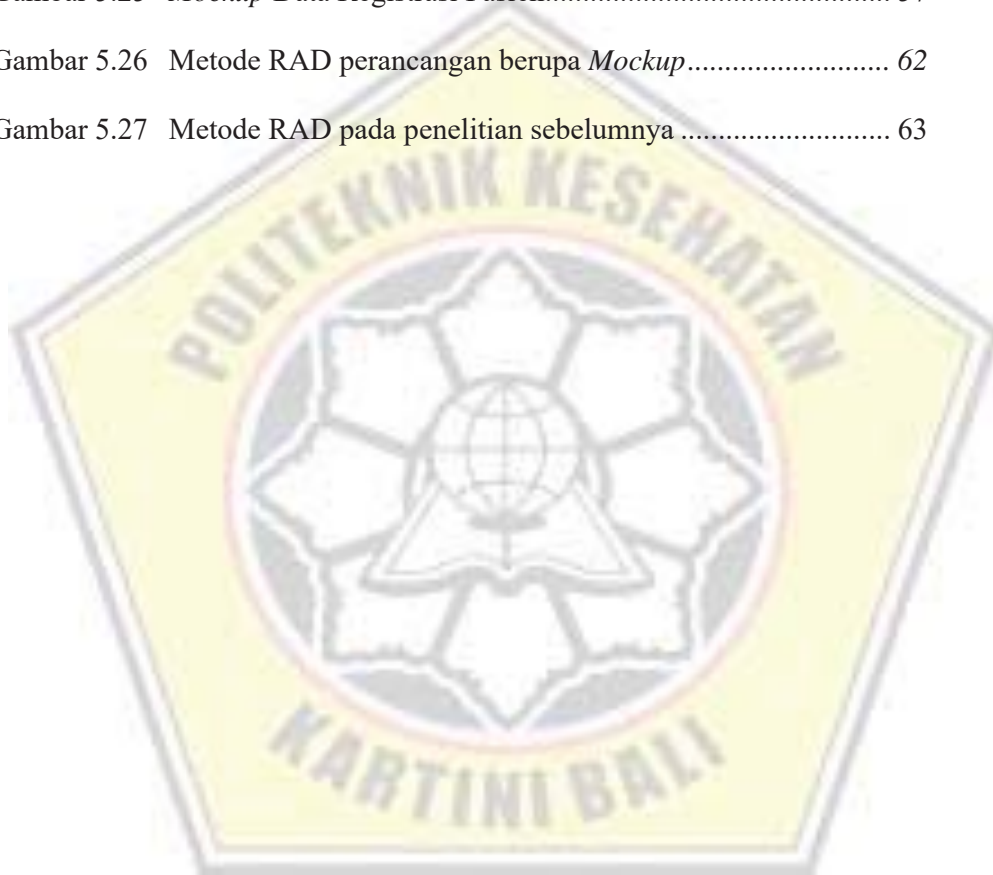 Gambar 5.26 Metode RAD perancangan berupa Mockup........................... 62
Gambar 5.27 Metode RAD pada penelitian sebelumnya ............................ 63
POLITEKNIK KESEHATAN
KARTINI BALI